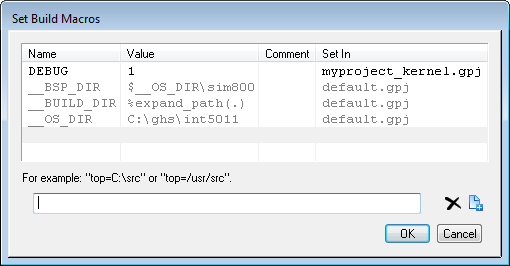 Set Build Macros
Name Value Comment Set In
DEBUG 1 myproject_kernel.gpj
__BSP_DIR $__OS_DIR\sim800 default.gpj
__BUILD_DIR %expand_path(.) default.gpj
__OS_DIR C:\ghs\int5011 default.gpj
For example: "top=C:\src" or "top=/usr/src".
OK Cancel